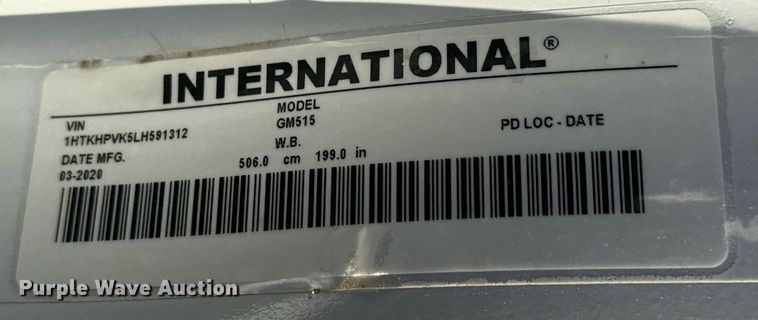 INTERNATIONAL®
VIN
1HTKHPVK5LH591312
MODEL
GM515
PD LOC - DATE
DATE MFG.
03-2020
W.B.
506.0 cm 199.0 in
Purple Wave Auction